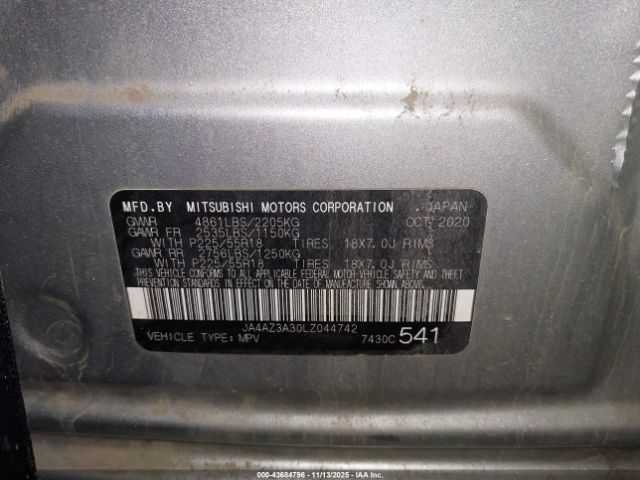 MFD.BY MITSUBISHI MOTORS CORPORATION , JAPAN
GVWR 4861LBS/2205KG OCT 2020
GAWR FR 2535LBS/1150KG
WITH P225/55R18 TIRES 18X7.0J RIMS
GAWR RR 2756LBS/1250KG
WITH P225/55R18 TIRES 18X7.0J RIMS
THIS VEHICLE CONFORMS TO ALL APPLICABLE FEDERAL MOTOR VEHICLE SAFETY AND THEFT
PREVENTION STANDARDS IN EFFECT ON THE DATE OF MANUFACTURE SHOWN ABOVE.
JA4AZ3A30LZ044742
VEHICLE TYPE: MPV 7430C 541
000-43684796 - 11/13/2025 - Copyright © 2025 IAA, Inc.